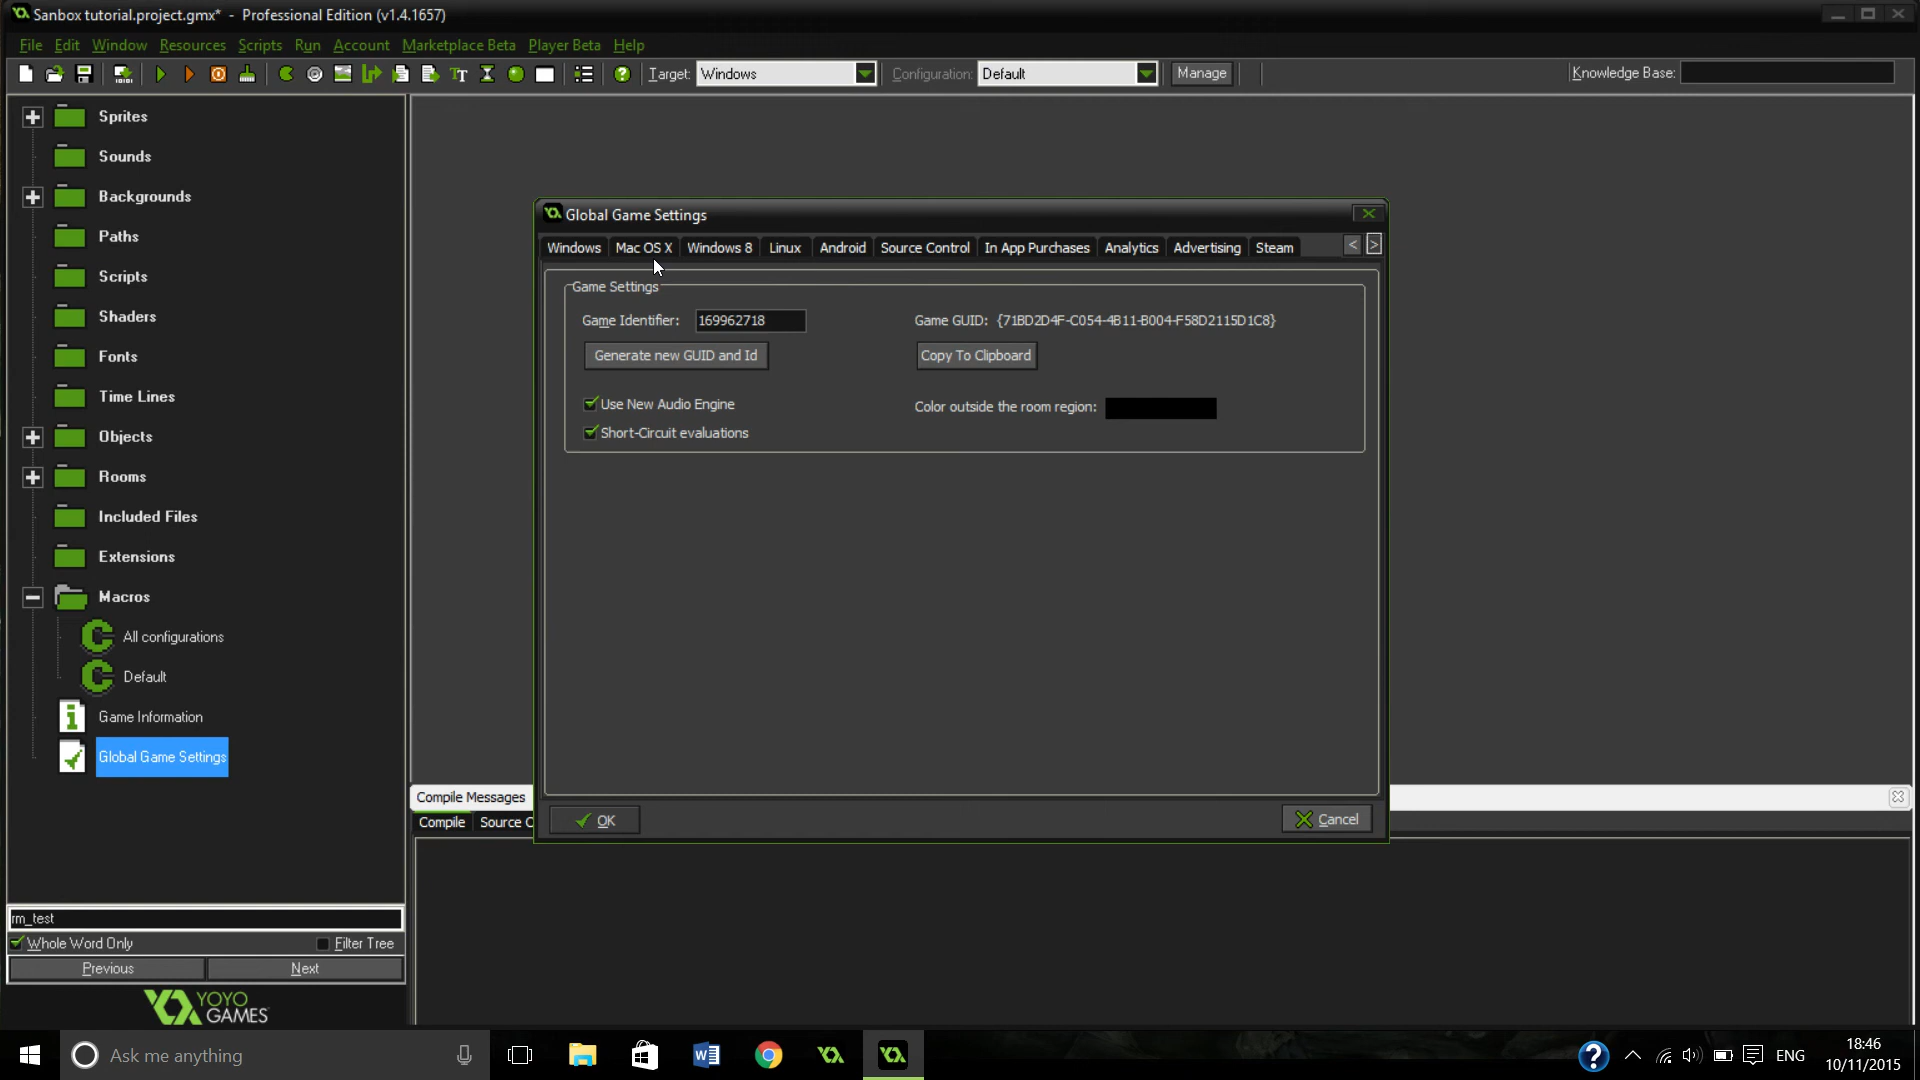 Sanbox tutorial.project.gmx*  -  Professional Edition (v1.4.1657)
File Edit Window Resources Scripts Run Account Marketplace Beta Player Beta Help
Target: Windows Configuration: Default Manage Knowledge Base:
Sprites
Sounds
Backgrounds
Paths
Scripts
Shaders
Fonts
Time Lines
Objects
Rooms
Included Files
Extensions
Macros
All configurations
Default
Game Information
Global Game Settings
rm_test
Whole Word Only Filter Tree
Previous Next
YOYO
GAMES
Global Game Settings
Windows Mac OS X Windows 8 Linux Android Source Control In App Purchases Analytics Advertising Steam < >
Game Settings
Game Identifier: 169962718 Game GUID: {71BD2D4F-C054-4B11-B004-F58D2115D1C8}
Generate new GUID and Id Copy To Clipboard
Use New Audio Engine Color outside the room region:
Short-Circuit evaluations
OK Cancel
Compile Messages
Compile Source C
Ask me anything ENG 18:46
10/11/2015